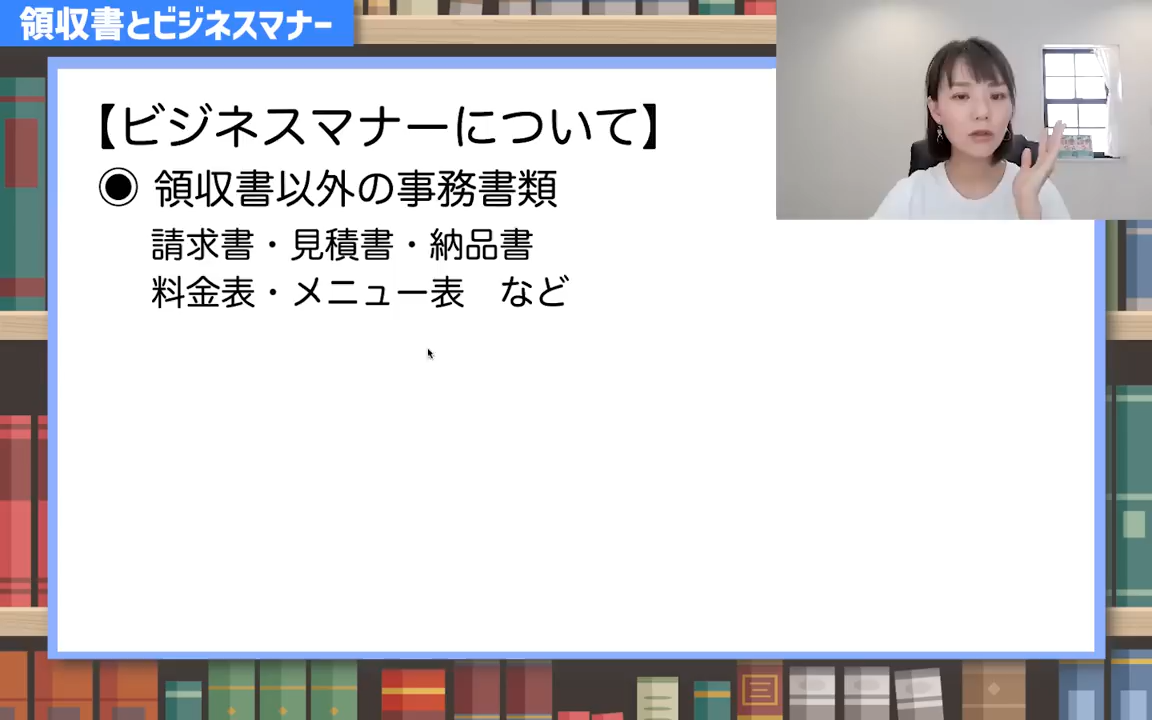 領収書とビジネスマナー
【ビジネスマナーについて】
◉ 領収書以外の事務書類
請求書・見積書・納品書
料金表・メニュー表　など